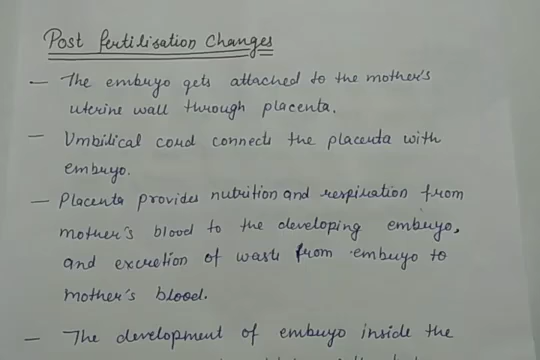 Post fertilisation Changes
— The embryo gets attached to the mother's
uterine wall through placenta.
— Umbilical cord connects the placenta with
embryo.
— Placenta provides nutrition and respiration from
mother's blood to the developing embryo,
and excretion of waste from embryo to
mother's blood.
— The development of embryo inside the